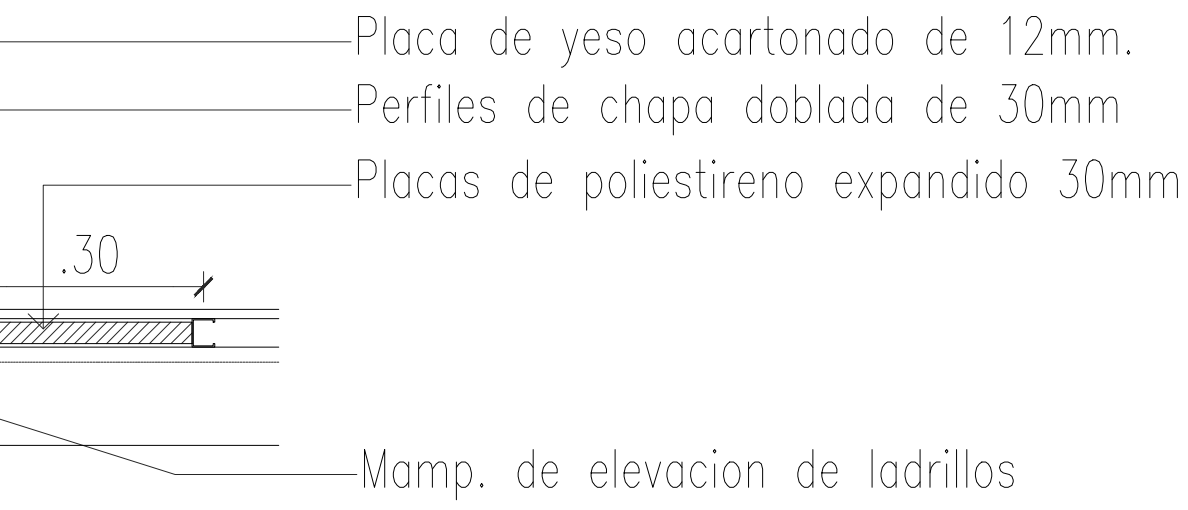 Placa de yeso acartonado de 12mm.
Perfiles de chapa doblada de 30mm
Placas de poliestireno expandido 30mm
.30
Mamp. de elevacion de ladrillos